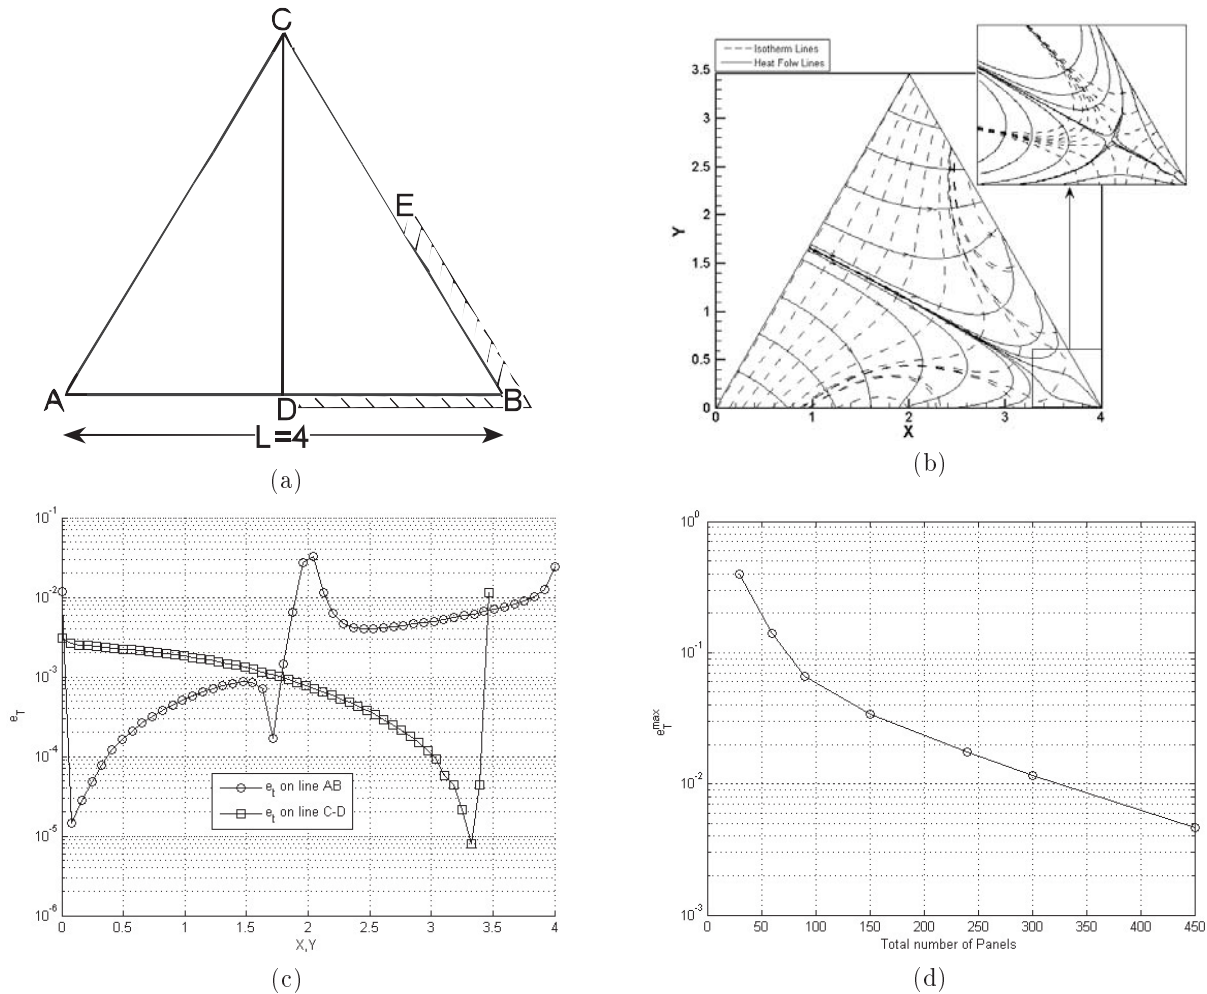 C
E
A
D
B
L=4
(a)
Isotherm Lines
Heat Folw Lines
Y
3.5
3
2.5
2
1.5
1
0.5
0
0 1 2 3 4
X
(b)
10^-1
10^-2
10^-3
10^-4
10^-5
10^-6
e_T
e_t on line AB
e_t on line C-D
0 0.5 1 1.5 2 2.5 3 3.5 4
X,Y
(c)
10^0
10^-1
10^-2
10^-3
e_T^max
0 50 100 150 200 250 300 350 400 450
Total number of Panels
(d)